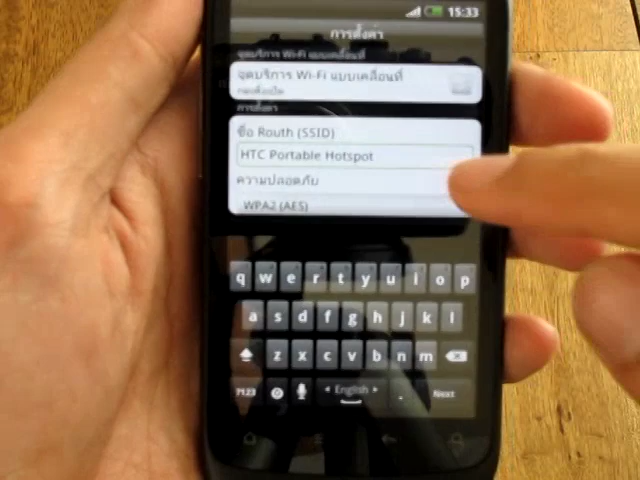 15:33
การตั้งค่า
จุดบริการ Wi-Fi แบบเคลื่อนที่
จุดบริการ Wi-Fi แบบเคลื่อนที่
กดเพื่อเปิด
การตั้งค่า
ชื่อ Routh (SSID)
HTC Portable Hotspot
ความปลอดภัย
WPA2 (AES)
q w e r t y u i o p
a s d f g h j k l
z x c v b n m
?123 English . Next